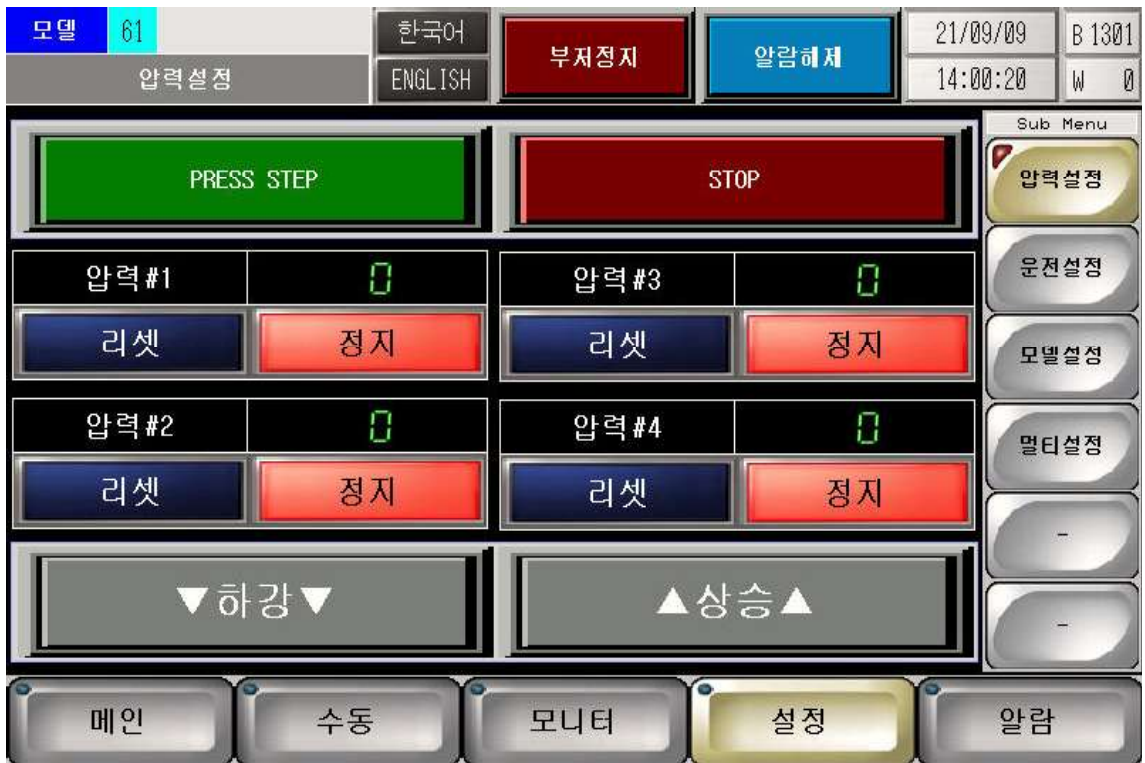 모델 61
한국어
부저정지
알람해제
21/09/09
B 1301
압력설정
ENGLISH
14:00:20
W 0
Sub Menu
PRESS STEP
STOP
압력설정
압력#1 0
압력#3 0
운전설정
리셋 정지
리셋 정지
모델설정
압력#2 0
압력#4 0
멀티설정
리셋 정지
리셋 정지
-
▼하강▼
▲상승▲
-
메인
수동
모니터
설정
알람